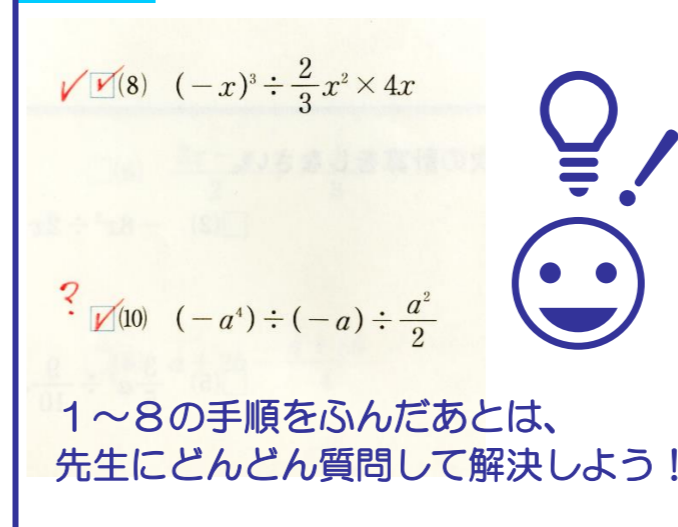 (8) (−x)³ ÷ 2/3 x² × 4x
? (10) (−a⁴) ÷ (−a) ÷ a²/2
1〜8の手順をふんだあとは、
先生にどんどん質問して解決しよう!